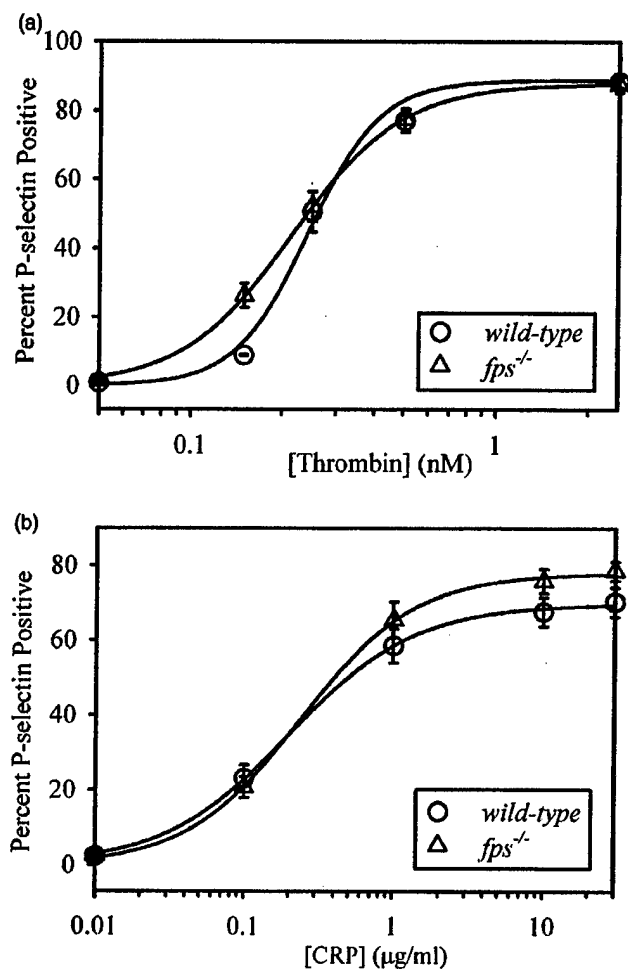 (a)
Percent P-selectin Positive
100
80
60
40
20
0
wild-type
fps-/-
0.1
1
[Thrombin] (nM)
(b)
Percent P-selectin Positive
80
60
40
20
0
wild-type
fps-/-
0.01
0.1
1
10
[CRP] (μg/ml)